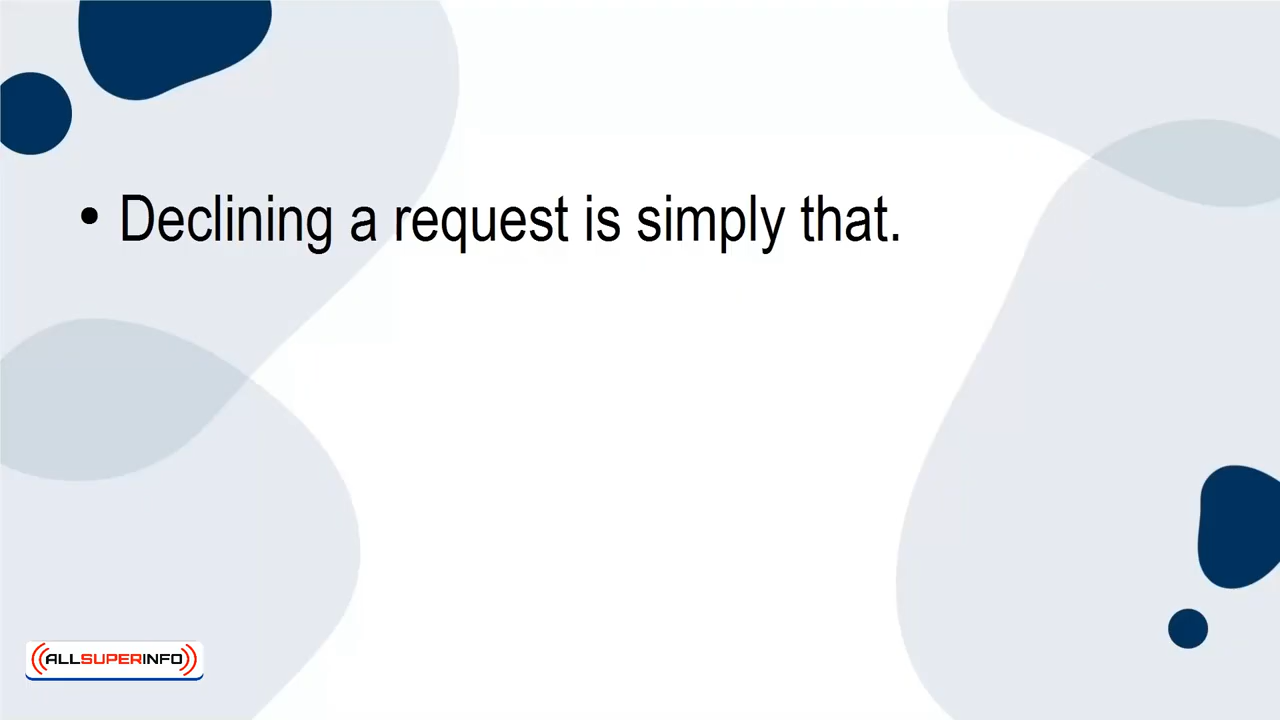 • Declining a request is simply that.
ALLSUPERINFO